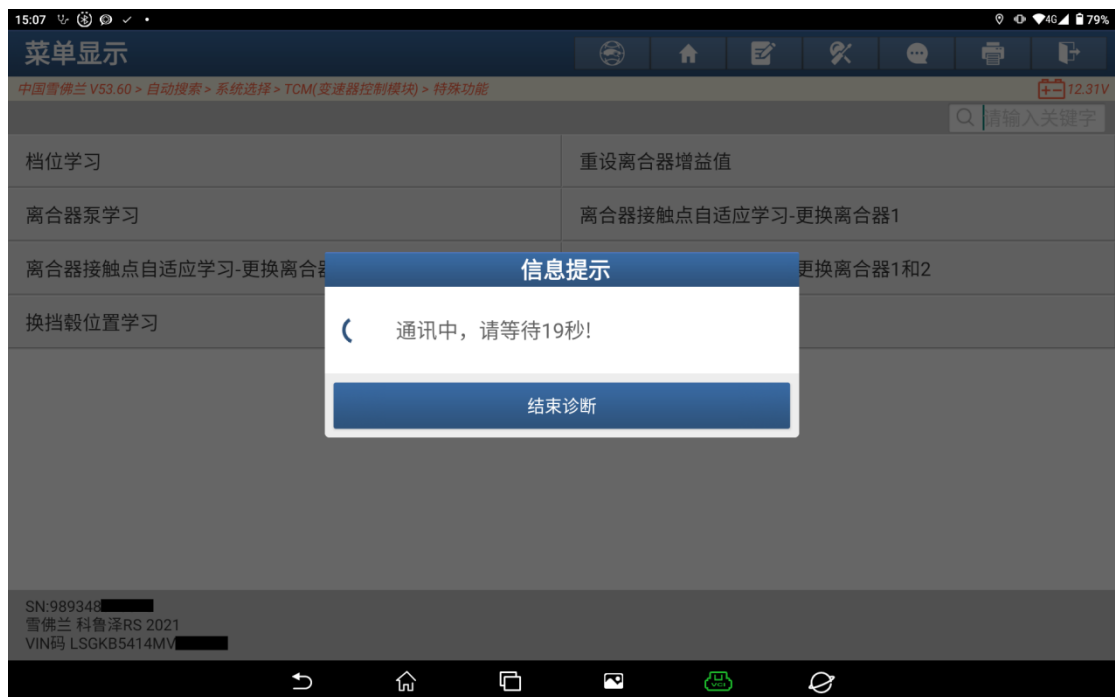 15:07
4G 79%
菜单显示
中国雪佛兰 V53.60 > 自动搜索 > 系统选择 > TCM(变速器控制模块) > 特殊功能
12.31V
请输入关键字
档位学习
重设离合器增益值
离合器泵学习
离合器接触点自适应学习-更换离合器1
离合器接触点自适应学习-更换离合器
更换离合器1和2
换挡毂位置学习
信息提示
通讯中，请等待19秒!
结束诊断
SN:989348
雪佛兰 科鲁泽RS 2021
VIN码 LSGKB5414MV
VCI